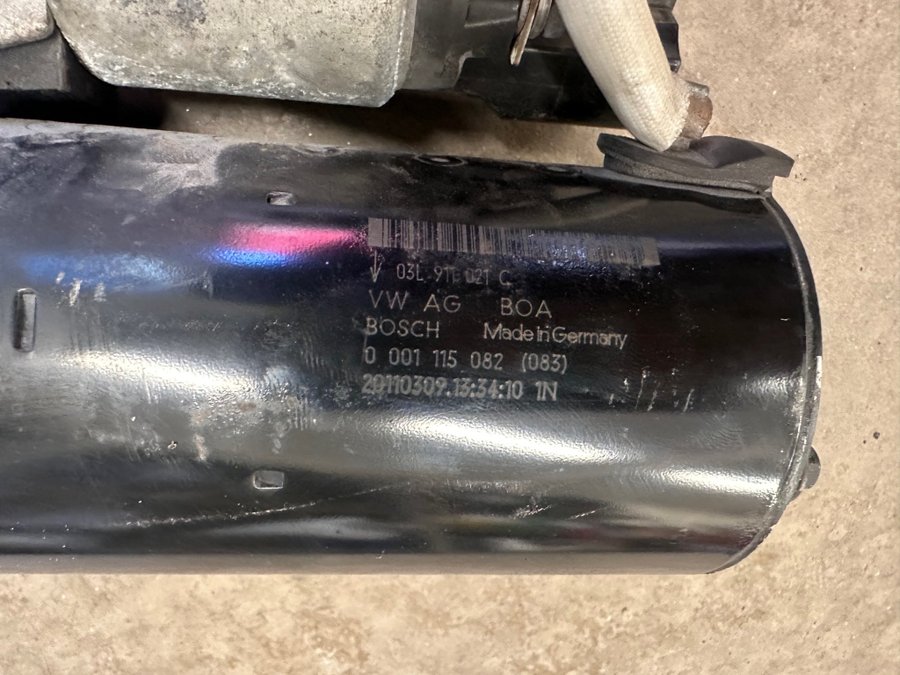 03L 911 021 C
VW AG BOA
BOSCH Made in Germany
0 001 115 082 (083)
20110309.13:34:10 1N